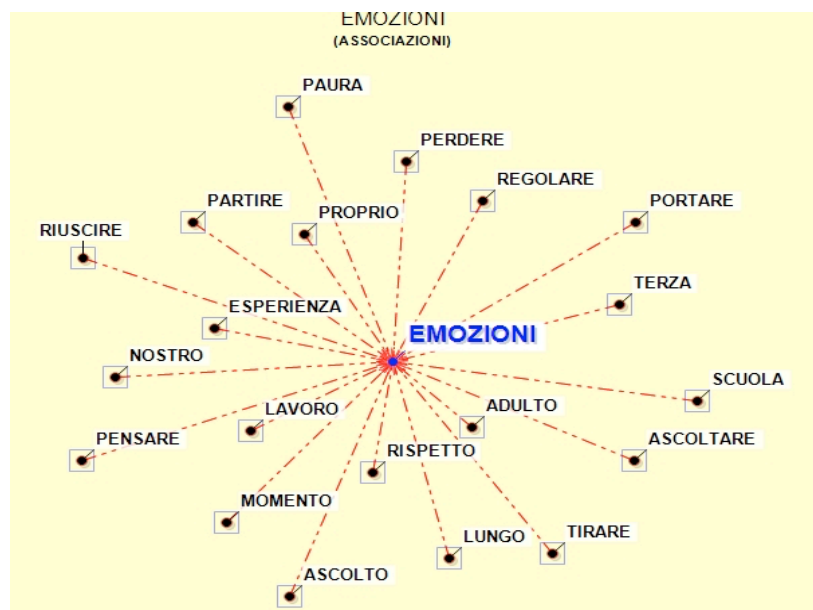 EMOZIONI
(ASSOCIAZIONI)
PAURA
PERDERE
REGOLARE
PARTIRE
PROPRIO
PORTARE
RIUSCIRE
TERZA
ESPERIENZA
EMOZIONI
NOSTRO
SCUOLA
LAVORO
ADULTO
PENSARE
ASCOLTARE
RISPETTO
MOMENTO
LUNGO
TIRARE
ASCOLTO